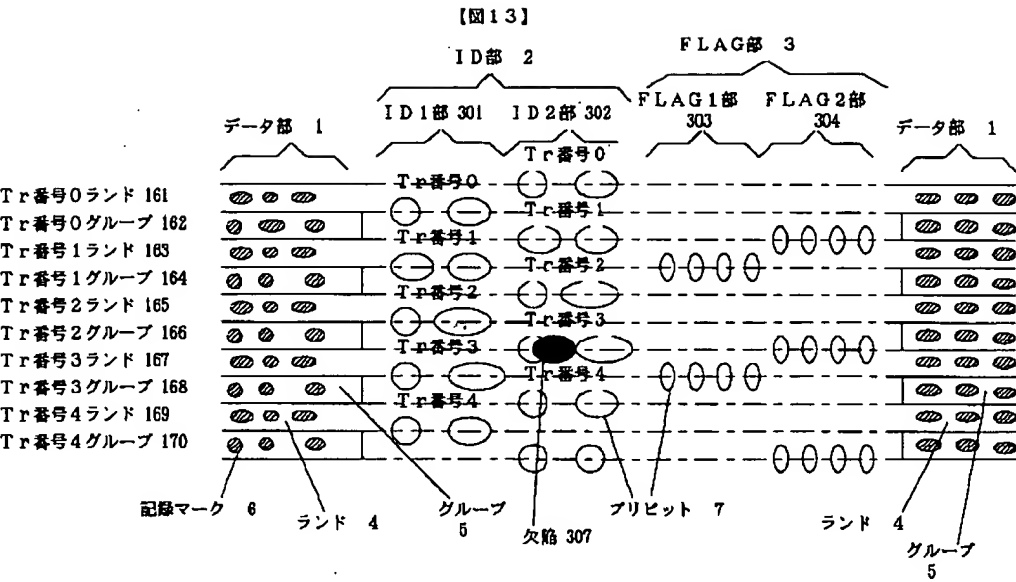 【図13】
ID部 2
FLAG部 3
ID1部 301
ID2部 302
FLAG1部
303
FLAG2部
304
データ部 1
データ部 1
Tr番号0
Tr番号0
Tr番号1
Tr番号1
Tr番号2
Tr番号2
Tr番号3
Tr番号3
Tr番号4
Tr番号4
Tr番号0ランド 161
Tr番号0グルーブ 162
Tr番号1ランド 163
Tr番号1グルーブ 164
Tr番号2ランド 165
Tr番号2グルーブ 166
Tr番号3ランド 167
Tr番号3グルーブ 168
Tr番号4ランド 169
Tr番号4グルーブ 170
記録マーク 6
ランド 4
グルーブ
5
欠陥 307
プリピット 7
ランド 4
グルーブ
5